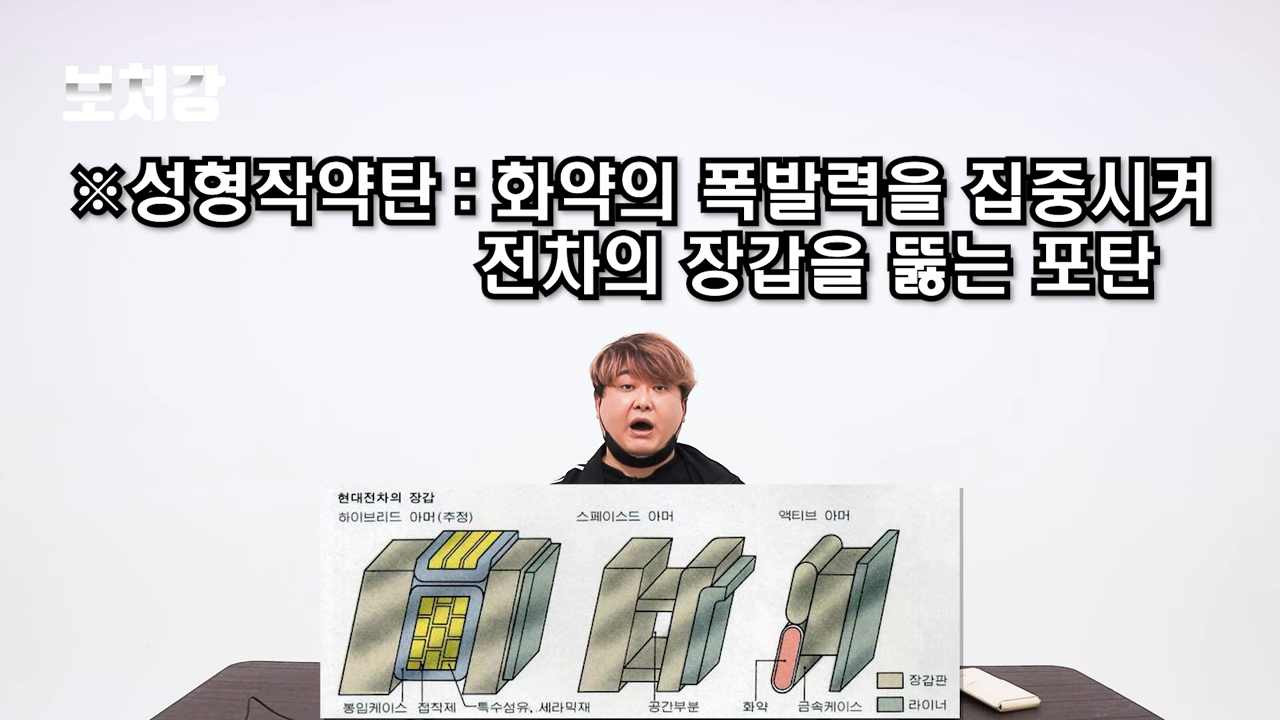 보처강
※성형작약탄 : 화약의 폭발력을 집중시켜
전차의 장갑을 뚫는 포탄
현대전차의 장갑
하이브리드 아머(추정)
스페이스드 아머
액티브 아머
봉입케이스
접착제
특수섬유, 세라믹재
공간부분
화약
금속케이스
장갑판
라이너